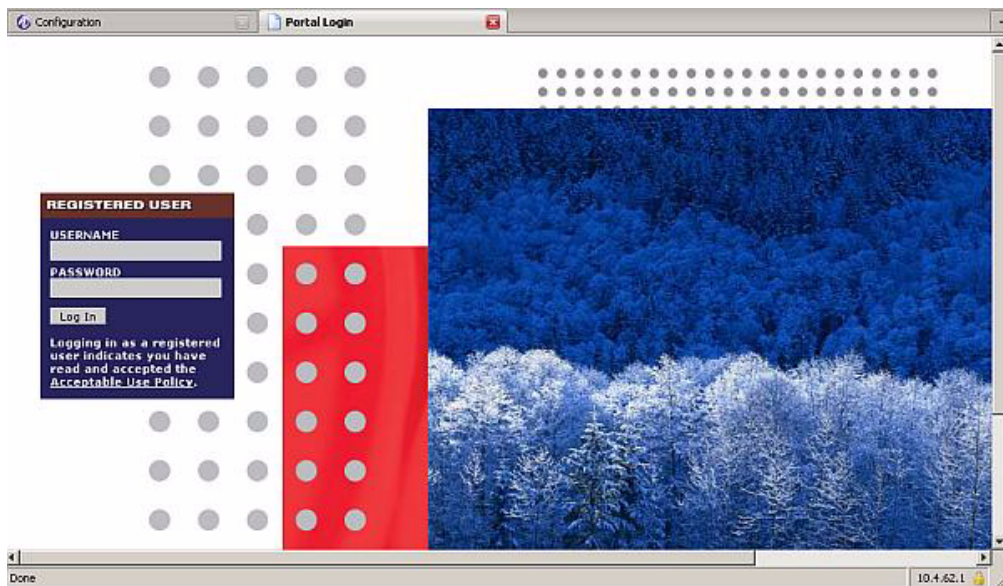 Configuration
Portal Login
REGISTERED USER
USERNAME
PASSWORD
Log In
Logging in as a registered
user indicates you have
read and accepted the
Acceptable Use Policy.
Done
10.4.62.1